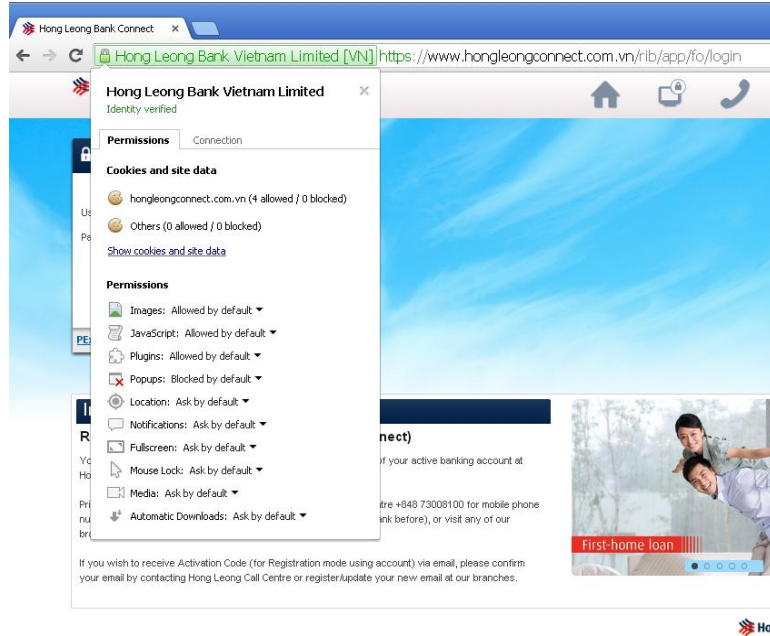 Hong Leong Bank Connect
Hong Leong Bank Vietnam Limited [VN] https://www.hongleongconnect.com.vn/rib/app/fo/login
Hong Leong Bank Vietnam Limited
Identity verified
Permissions Connection
Cookies and site data
hongleongconnect.com.vn (4 allowed / 0 blocked)
Others (0 allowed / 0 blocked)
Show cookies and site data
Permissions
Images: Allowed by default
JavaScript: Allowed by default
Plugins: Allowed by default
Popups: Blocked by default
Location: Ask by default
Notifications: Ask by default
Fullscreen: Ask by default
Mouse Lock: Ask by default
Media: Ask by default
Automatic Downloads: Ask by default
of your active banking account at
+848 73008100 for mobile phone
before), or visit any of our
If you wish to receive Activation Code (for Registration mode using account) via email, please confirm
your email by contacting Hong Leong Call Centre or register/update your new email at our branches.
First-home loan